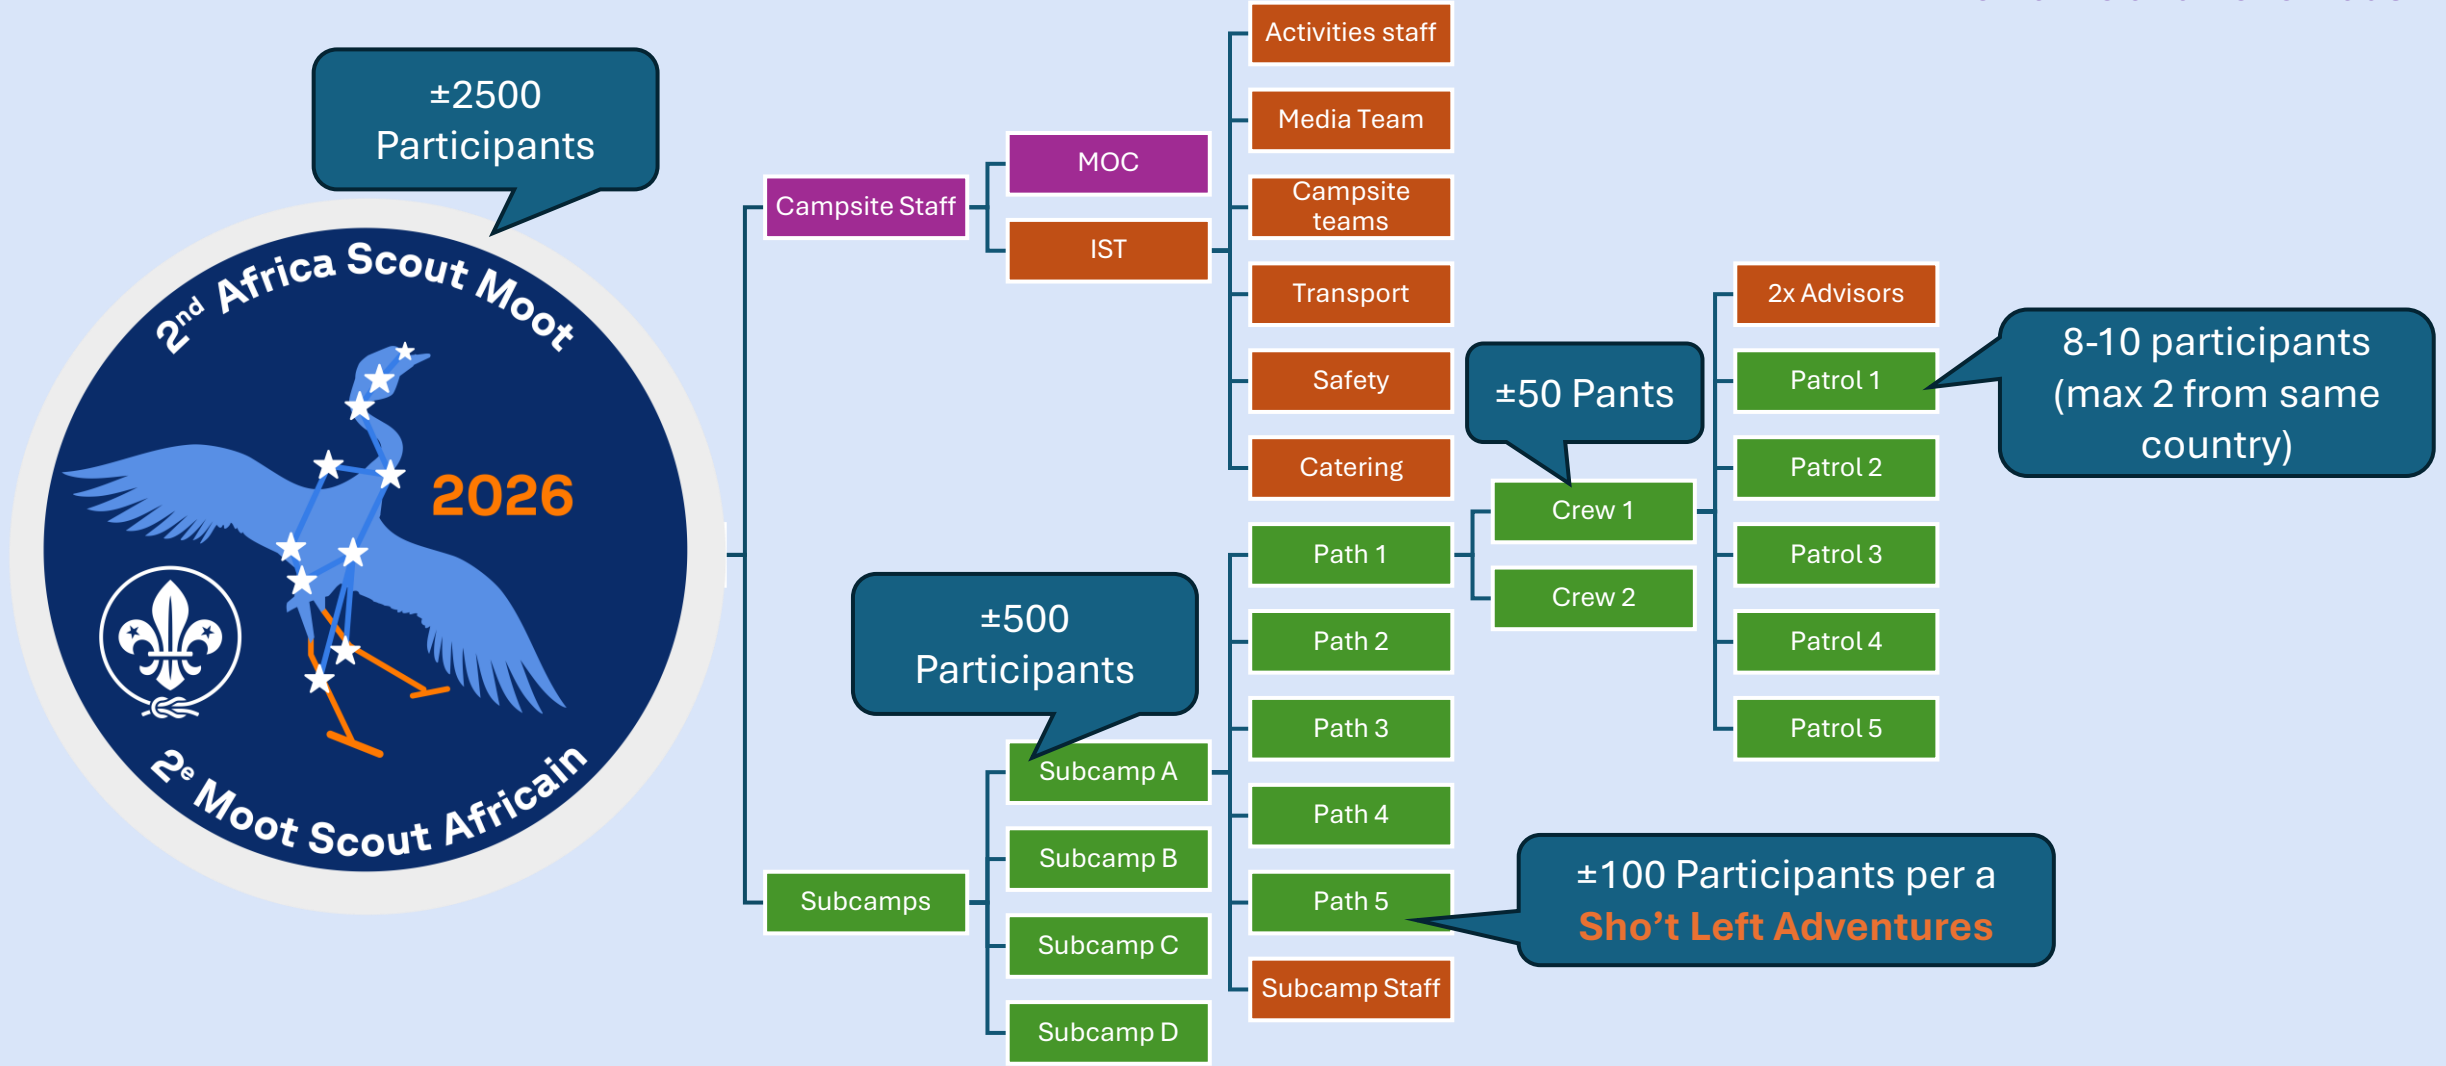 ±2500
Participants
2nd Africa Scout Moot
2026
2e Moot Scout Africain
Campsite Staff
MOC
IST
Activities staff
Media Team
Campsite
teams
Transport
Safety
Catering
Subcamps
±500
Participants
Subcamp A
Subcamp B
Subcamp C
Subcamp D
Path 1
Path 2
Path 3
Path 4
Path 5
Subcamp Staff
±100 Participants per a
Sho’t Left Adventures
±50 Pants
Crew 1
Crew 2
2x Advisors
Patrol 1
Patrol 2
Patrol 3
Patrol 4
Patrol 5
8-10 participants
(max 2 from same
country)